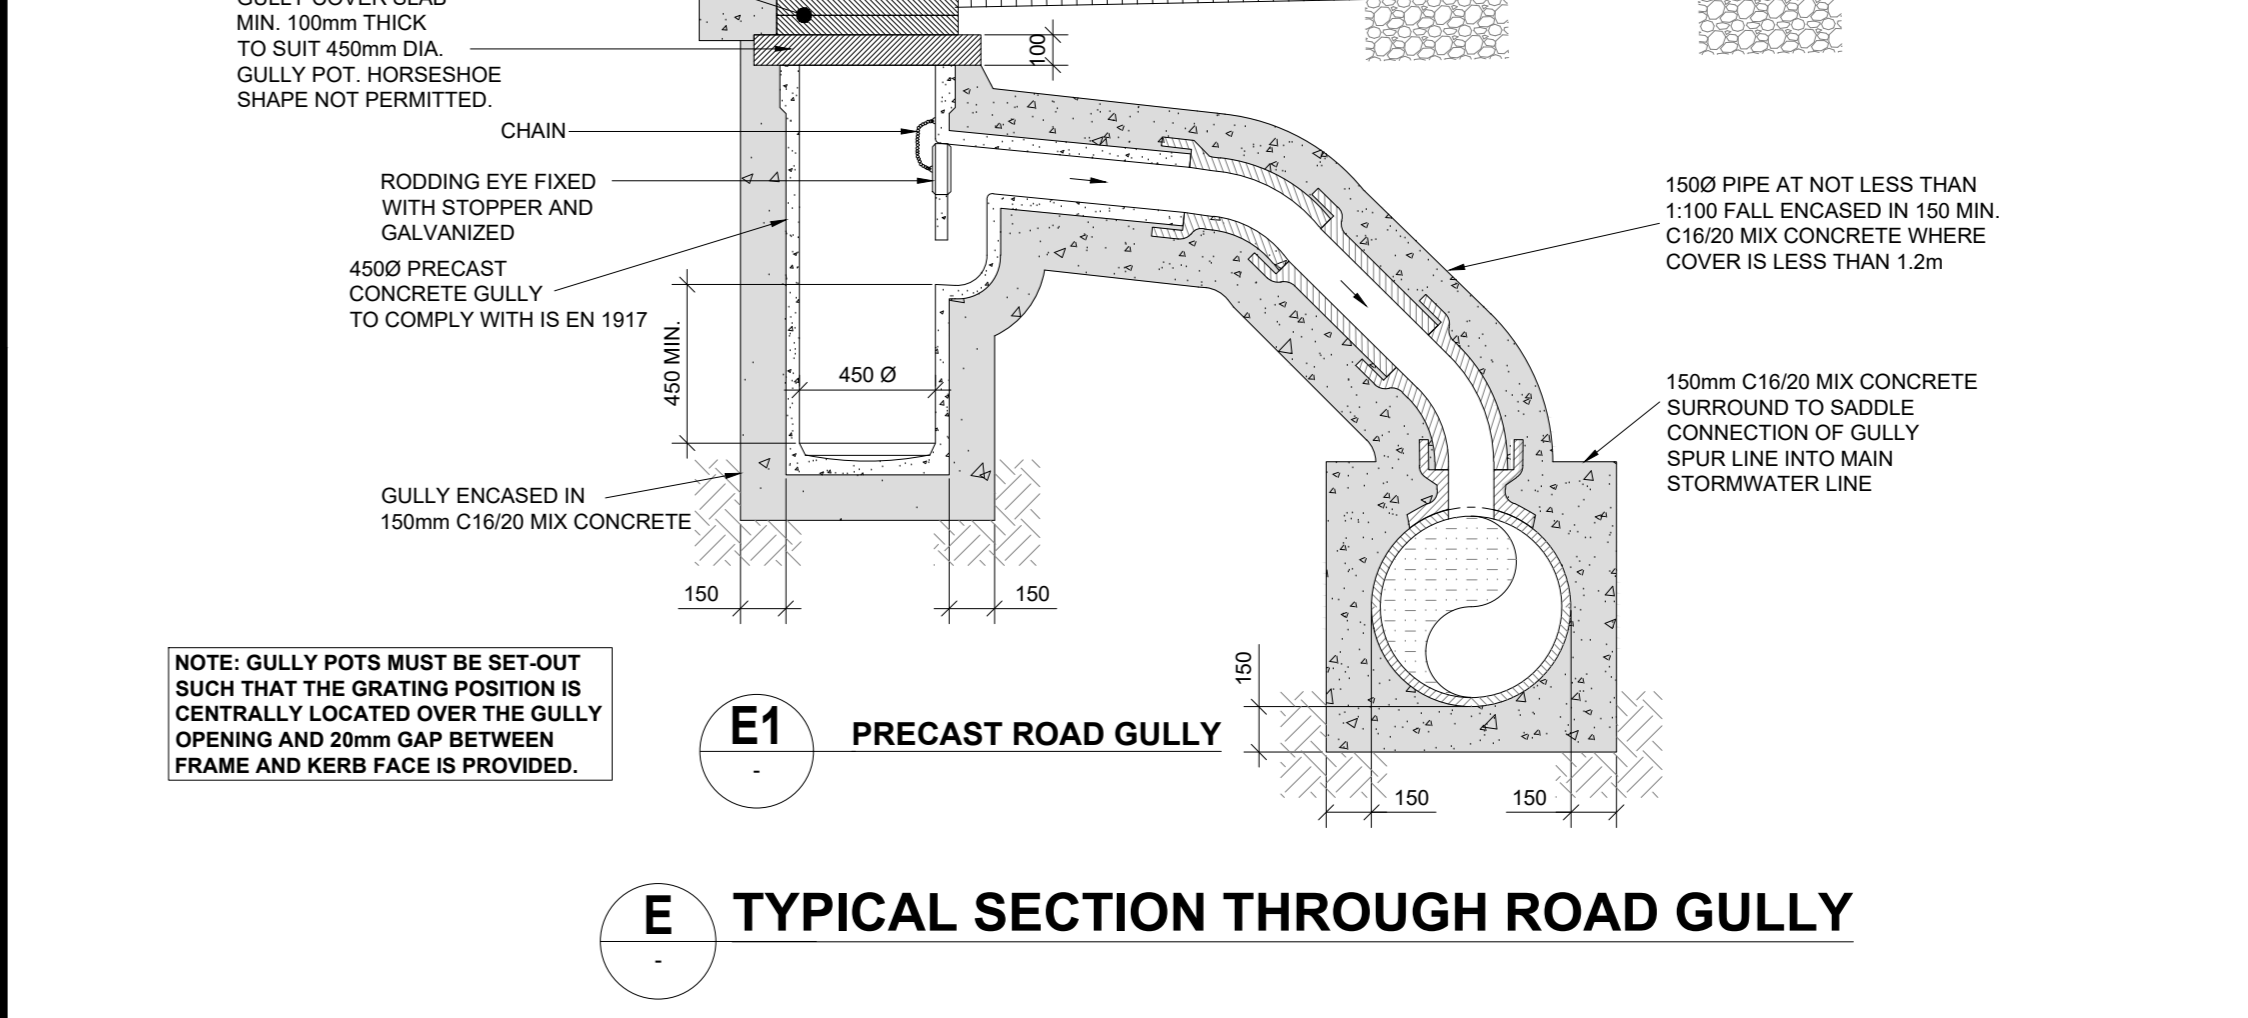 GULLY COVER SLAB
MIN. 100mm THICK
TO SUIT 450mm DIA.
GULLY POT. HORSESHOE
SHAPE NOT PERMITTED.
100
CHAIN
RODDING EYE FIXED
WITH STOPPER AND
GALVANIZED
450Ø PRECAST
CONCRETE GULLY
TO COMPLY WITH IS EN 1917
450 MIN.
450 Ø
GULLY ENCASED IN
150mm C16/20 MIX CONCRETE
150
150
150Ø PIPE AT NOT LESS THAN
1:100 FALL ENCASED IN 150 MIN.
C16/20 MIX CONCRETE WHERE
COVER IS LESS THAN 1.2m
150mm C16/20 MIX CONCRETE
SURROUND TO SADDLE
CONNECTION OF GULLY
SPUR LINE INTO MAIN
STORMWATER LINE
150
150
150
NOTE: GULLY POTS MUST BE SET-OUT
SUCH THAT THE GRATING POSITION IS
CENTRALLY LOCATED OVER THE GULLY
OPENING AND 20mm GAP BETWEEN
FRAME AND KERB FACE IS PROVIDED.
E1
-
PRECAST ROAD GULLY
E
-
TYPICAL SECTION THROUGH ROAD GULLY